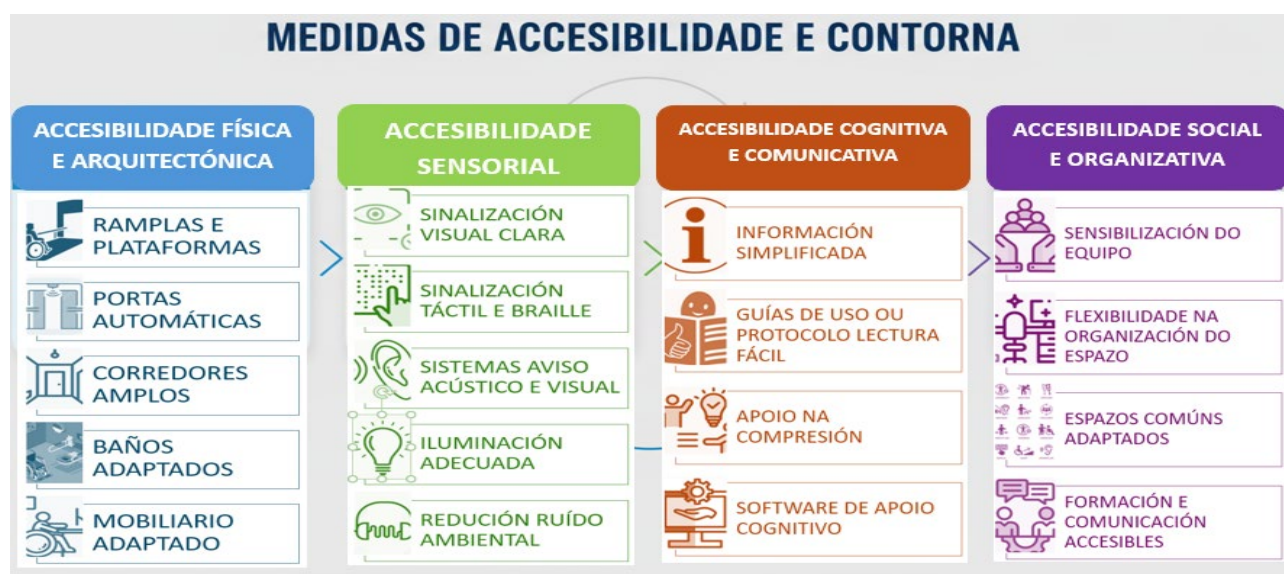 MEDIDAS DE ACCESIBILIDADE E CONTORNA
ACCESIBILIDADE FÍSICA
E ARQUITECTÓNICA
RAMPLAS E
PLATAFORMAS
PORTAS
AUTOMÁTICAS
CORREDORES
AMPLOS
BAÑOS
ADAPTADOS
MOBILIARIO
ADAPTADO
ACCESIBILIDADE
SENSORIAL
SINALIZACIÓN
VISUAL CLARA
SINALIZACIÓN
TÁCTIL E BRAILLE
SISTEMAS AVISO
ACÚSTICO E VISUAL
ILUMINACIÓN
ADECUADA
REDUCIÓN RUÍDO
AMBIENTAL
ACCESIBILIDADE COGNITIVA
E COMUNICATIVA
INFORMACIÓN
SIMPLIFICADA
GUÍAS DE USO OU
PROTOCOLO LECTURA
FÁCIL
APOIO NA
COMPRESIÓN
SOFTWARE DE APOIO
COGNITIVO
ACCESIBILIDADE SOCIAL
E ORGANIZATIVA
SENSIBILIZACIÓN DO
EQUIPO
FLEXIBILIDADE NA
ORGANIZACIÓN DO
ESPAZO
ESPAZOS COMÚNS
ADAPTADOS
FORMACIÓN E
COMUNICACIÓN
ACCESIBLES